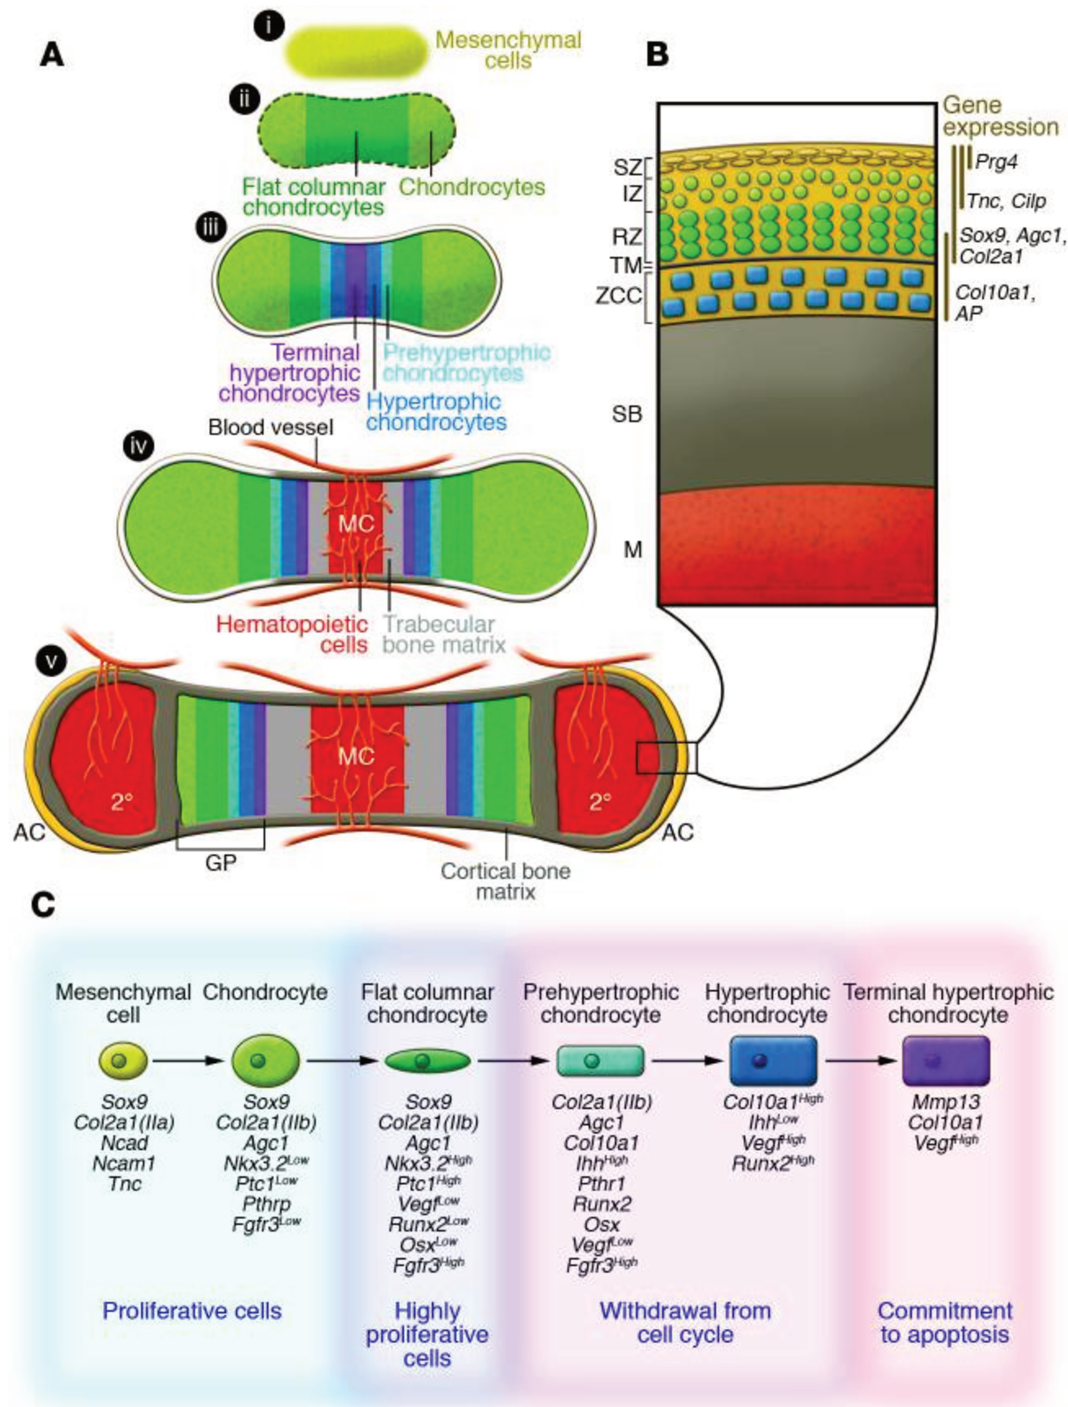 A
i
Mesenchymal
cells
ii
Flat columnar
chondrocytes
Chondrocytes
iii
Terminal
hypertrophic
chondrocytes
Prehypertrophic
chondrocytes
Hypertrophic
chondrocytes
Blood vessel
iv
MC
Hematopoietic
cells
Trabecular
bone matrix
v
MC
2°
2°
AC
AC
GP
Cortical bone
matrix
B
Gene
expression
SZ
IZ
RZ
TM
ZCC
SB
M
Prg4
Tnc, Cilp
Sox9, Agc1,
Col2a1
Col10a1,
AP
C
Mesenchymal
cell
Sox9
Col2a1(IIa)
Ncad
Ncam1
Tnc
Chondrocyte
Sox9
Col2a1(IIb)
Agc1
Nkx3.2Low
Ptc1Low
Pthrp
Fgfr3Low
Proliferative cells
Flat columnar
chondrocyte
Sox9
Col2a1(IIb)
Agc1
Nkx3.2High
Ptc1High
VegfLow
Runx2Low
OsxLow
Fgfr3High
Highly
proliferative
cells
Prehypertrophic
chondrocyte
Col2a1(IIb)
Agc1
Col10a1
IhhHigh
Pthr1
Runx2
Osx
VegfLow
Fgfr3High
Hypertrophic
chondrocyte
Col10a1High
IhhLow
VegfHigh
Runx2High
Withdrawal from
cell cycle
Terminal hypertrophic
chondrocyte
Mmp13
Col10a1
VegfHigh
Commitment
to apoptosis